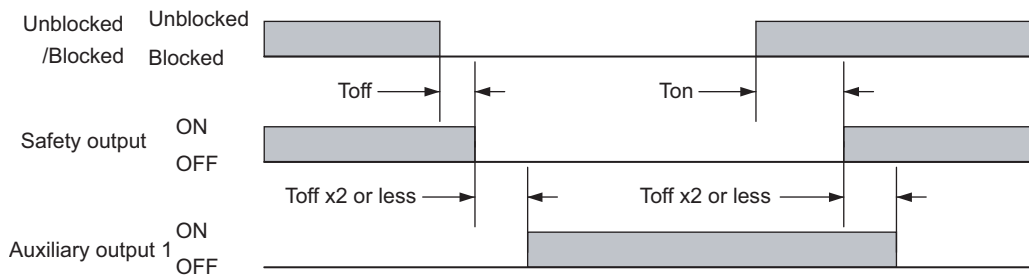 Unblocked
/Blocked
Unblocked
Blocked
Toff
Ton
Safety output
ON
OFF
Toff x2 or less
Toff x2 or less
Auxiliary output 1
ON
OFF